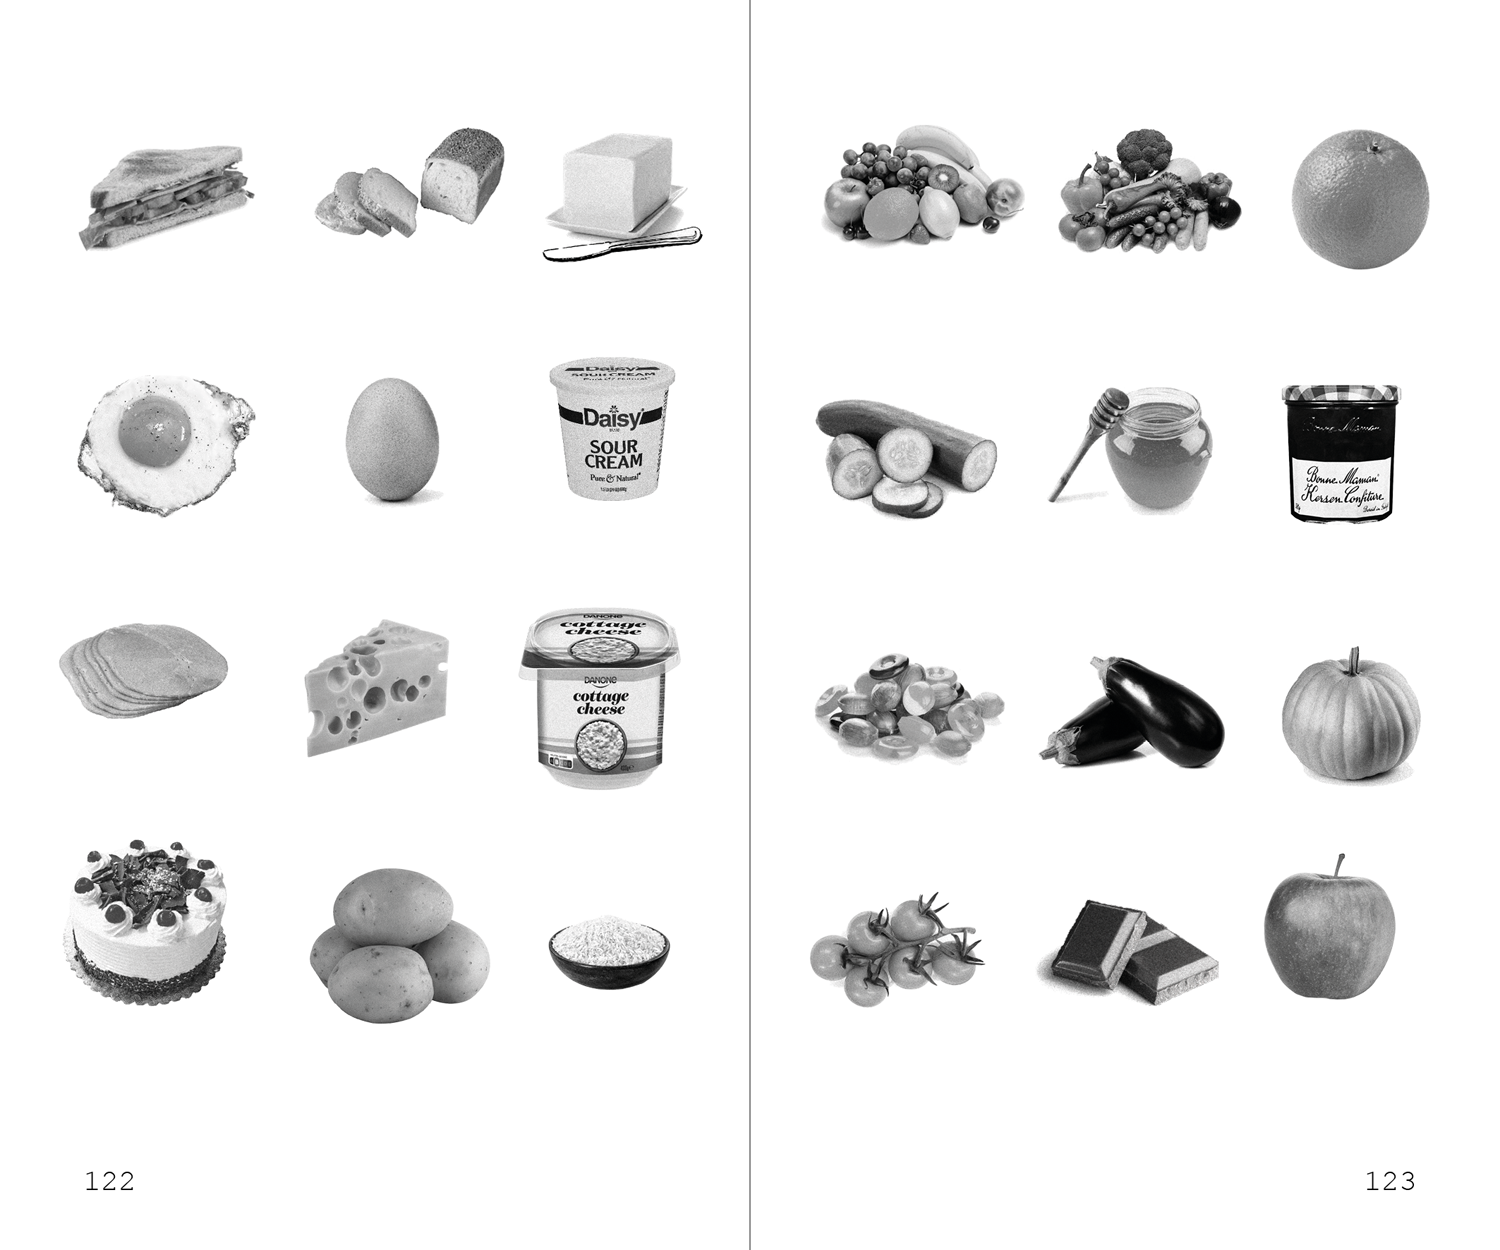 Daisy
SOUR CREAM
Pure & Natural
Daisy
SOUR
CREAM
Pure & Natural
Bonne Maman
Bonne Maman
Kersen Confiture
DANONE
cottage
cheese
DANONE
cottage
cheese
122
123